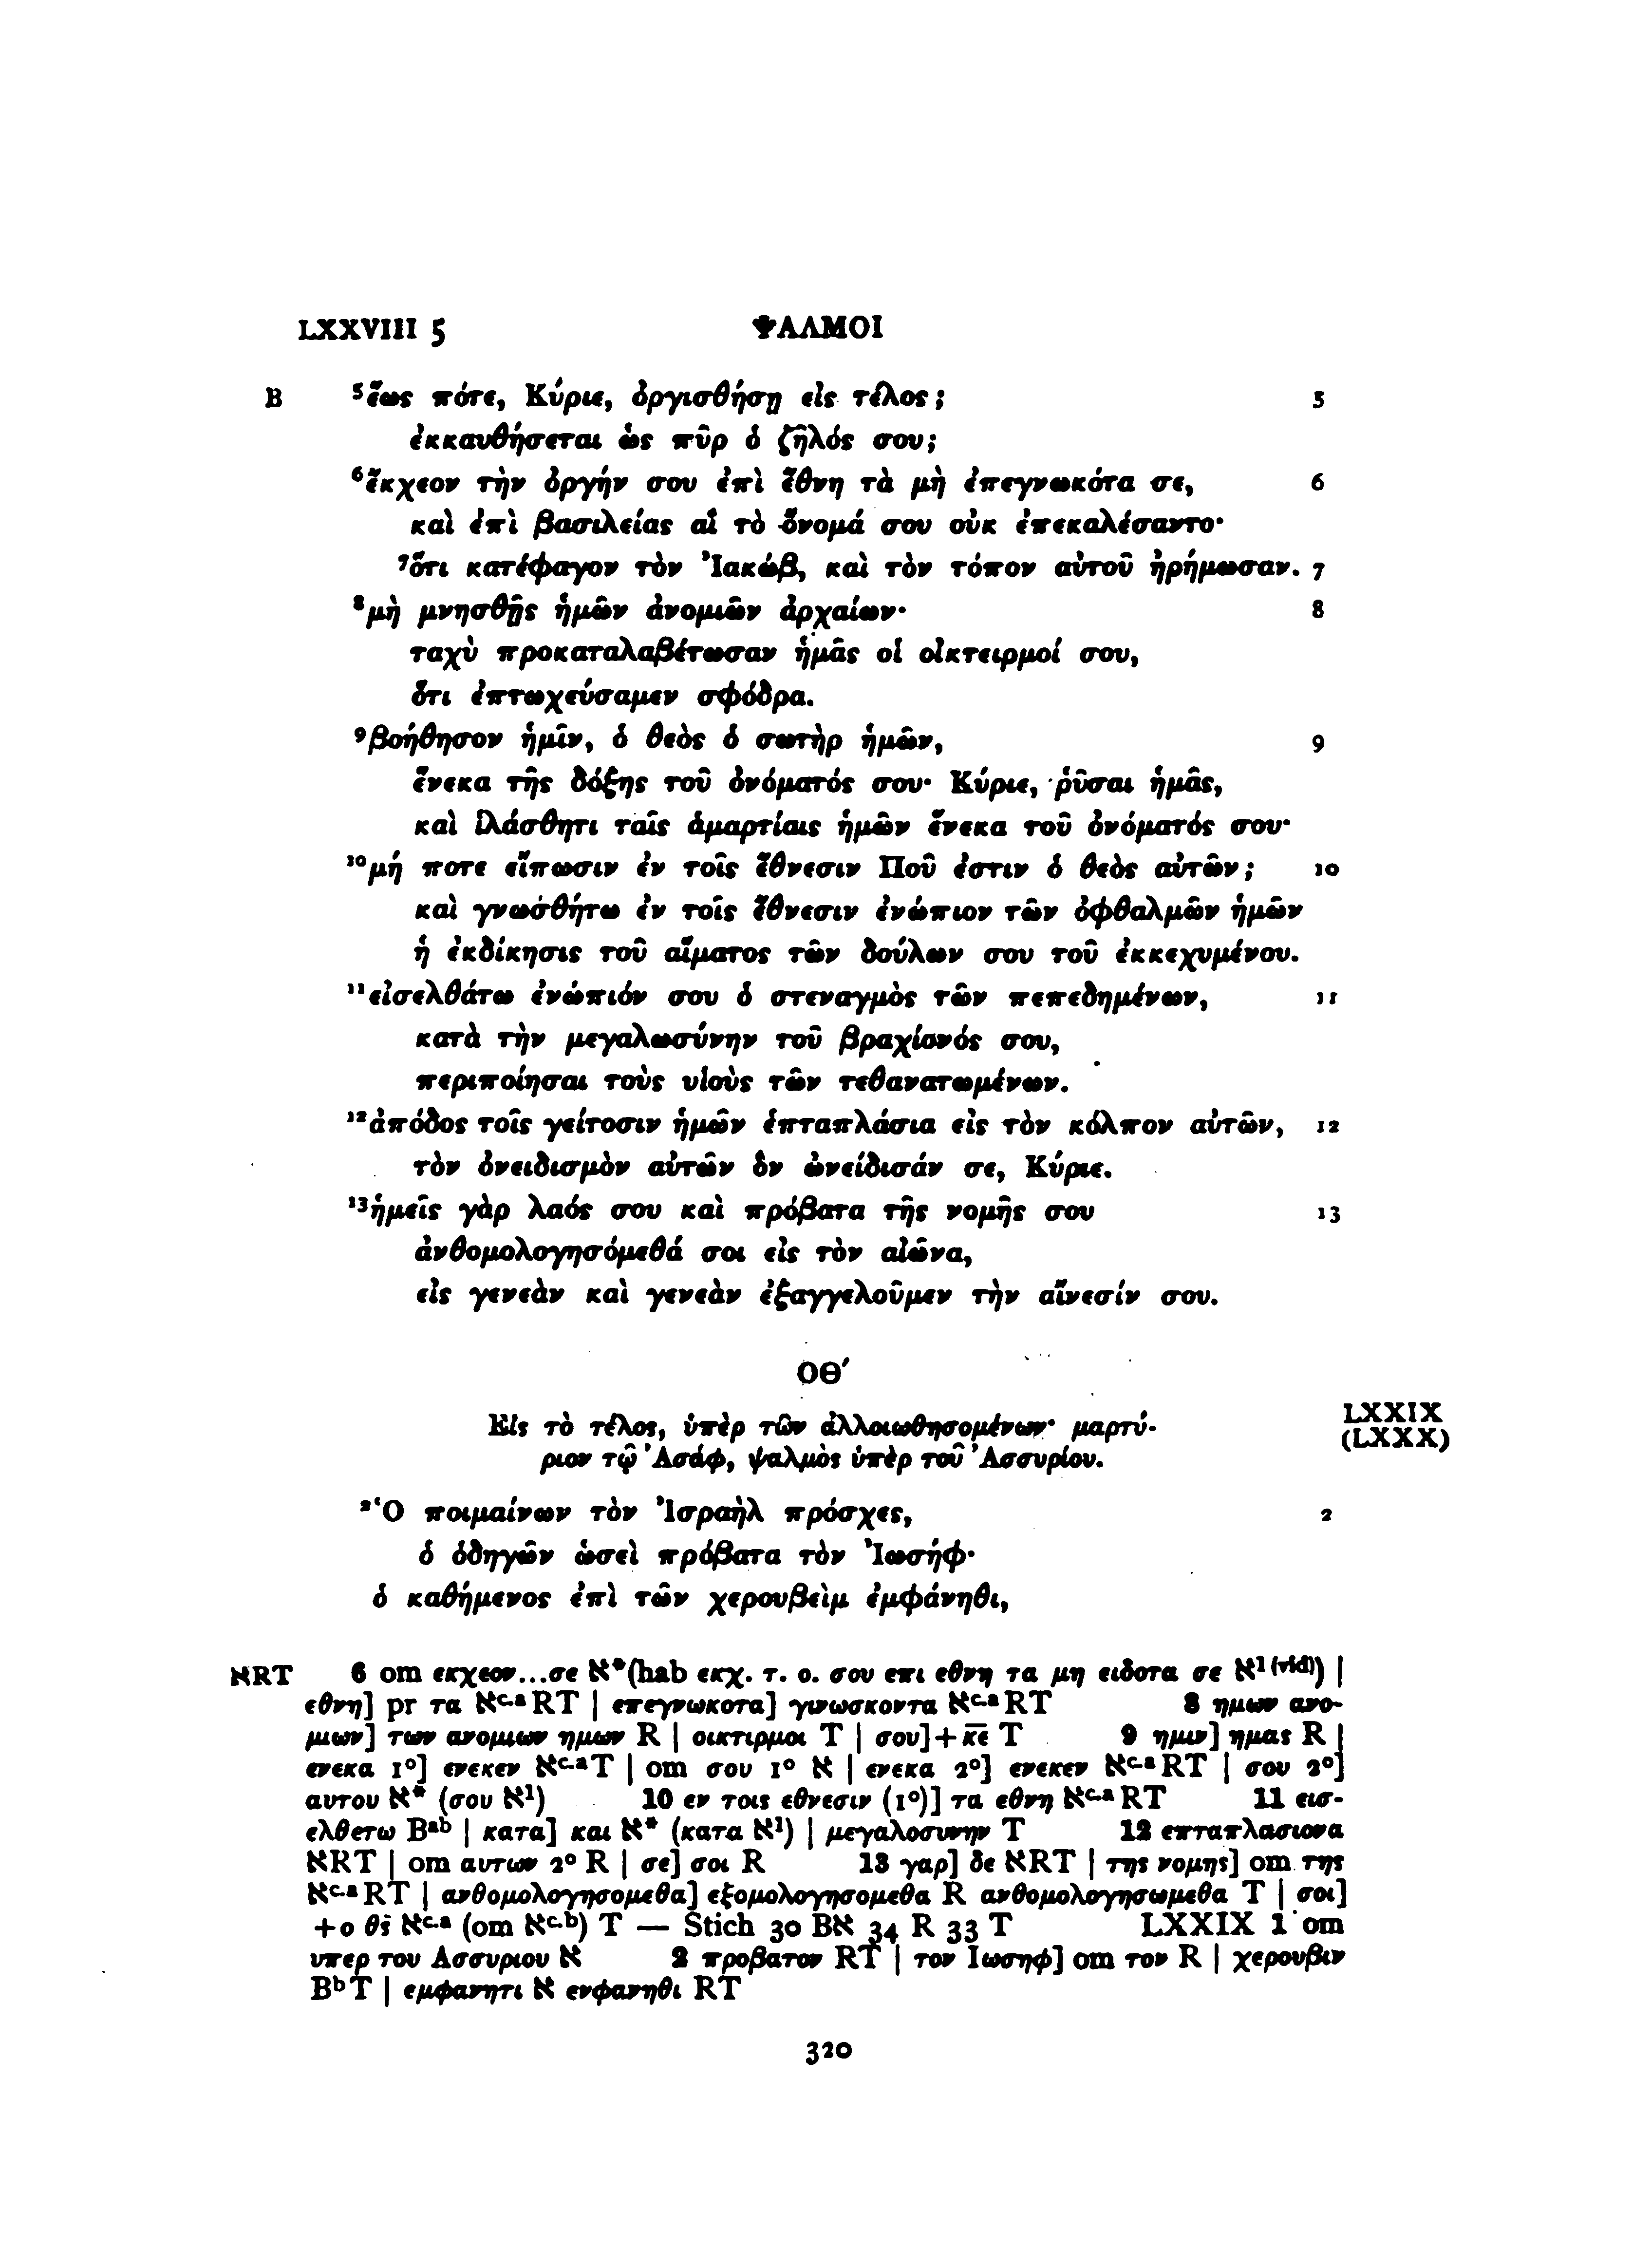 LXXVIII 5 ΨΑΛΜΟΙ
B ⁵ἕως πότε, Κύριε, ὀργισθήσῃ εἰς τέλος; 5
ἐκκαυθήσεται ὡς πῦρ ὁ ζῆλός σου;
⁶ἔκχεον τὴν ὀργήν σου ἐπὶ ἔθνη τὰ μὴ ἐπεγνωκότα σε, 6
καὶ ἐπὶ βασιλείας αἳ τὸ ὄνομά σου οὐκ ἐπεκαλέσαντο·
⁷ὅτι κατέφαγον τὸν Ἰακώβ, καὶ τὸν τόπον αὐτοῦ ἠρήμωσαν. 7
⁸μὴ μνησθῇς ἡμῶν ἀνομιῶν ἀρχαίων· 8
ταχὺ προκαταλαβέτωσαν ἡμᾶς οἱ οἰκτειρμοί σου,
ὅτι ἐπτωχεύσαμεν σφόδρα.
⁹βοήθησον ἡμῖν, ὁ θεὸς ὁ σωτὴρ ἡμῶν, 9
ἕνεκα τῆς δόξης τοῦ ὀνόματός σου· Κύριε, ῥῦσαι ἡμᾶς,
καὶ ἱλάσθητι ταῖς ἁμαρτίαις ἡμῶν ἕνεκα τοῦ ὀνόματός σου·
¹⁰μή ποτε εἴπωσιν ἐν τοῖς ἔθνεσιν Ποῦ ἐστιν ὁ θεὸς αὐτῶν; 10
καὶ γνωσθήτω ἐν τοῖς ἔθνεσιν ἐνώπιον τῶν ὀφθαλμῶν ἡμῶν
ἡ ἐκδίκησις τοῦ αἵματος τῶν δούλων σου τοῦ ἐκκεχυμένου.
¹¹εἰσελθάτω ἐνώπιόν σου ὁ στεναγμὸς τῶν πεπεδημένων, 11
κατὰ τὴν μεγαλωσύνην τοῦ βραχίονός σου,
περιποίησαι τοὺς υἱοὺς τῶν τεθανατωμένων.
¹²ἀπόδος τοῖς γείτοσιν ἡμῶν ἑπταπλάσια εἰς τὸν κόλπον αὐτῶν, 12
τὸν ὀνειδισμὸν αὐτῶν ὃν ὠνείδισάν σε, Κύριε.
¹³ἡμεῖς γὰρ λαός σου καὶ πρόβατα τῆς νομῆς σου 13
ἀνθομολογησόμεθά σοι εἰς τὸν αἰῶνα,
εἰς γενεὰν καὶ γενεὰν ἐξαγγελοῦμεν τὴν αἴνεσίν σου.
ΟΘ′
Εἰς τὸ τέλος, ὑπὲρ τῶν ἀλλοιωθησομένων· μαρτύ- LXXIX
ριον τῷ Ἀσάφ, ψαλμὸς ὑπὲρ τοῦ Ἀσσυρίου. (LXXX)
²Ὁ ποιμαίνων τὸν Ἰσραὴλ πρόσχες, 2
ὁ ὁδηγῶν ὡσεὶ πρόβατα τὸν Ἰωσήφ·
ὁ καθήμενος ἐπὶ τῶν χερουβεὶμ ἐμφάνηθι,
אRT 6 om εκχεον...σε א*(hab εκχ. τ. ο. σου επι εθνη τα μη ειδοτα σε א¹ ⁽ᵛⁱᵈ⁾) |
εθνη] pr τα אᶜ·ᵃ RT | επεγνωκοτα] γινωσκοντα אᶜ·ᵃ RT 8 ημων ανο-
μιων] των ανομιων ημων R | οικτιρμοι T | σου]+κ̅ε̅ T 9 ημιν] ημας R |
ενεκα 1°] ενεκεν אᶜ·ᵃ T | om σου 1° א | ενεκα 2°] ενεκεν אᶜ·ᵃ RT | σου 2°]
αυτου א* (σου א¹) 10 εν τοις εθνεσιν (1°)] τα εθνη אᶜ·ᵃ RT 11 εισ-
ελθετω Bᵃᵇ | κατα] και א* (κατα א¹) | μεγαλοσυνην T 12 επταπλασιονα
אRT | om αυτων 2° R | σε] σοι R 13 γαρ] δε אRT | της νομης] om της
אᶜ·ᵃ RT | ανθομολογησομεθα] εξομολογησομεθα R ανθομολογησωμεθα T | σοι]
+ο θ̅ς̅ אᶜ·ᵃ (om אᶜ·ᵇ) T — Stich 30 Bא 34 R 33 T LXXIX 1 om
υπερ του Ασσυριου א 2 προβατον RT | τον Ιωσηφ] om τον R | χερουβιν
Bᵇ T | εμφανητι א ενφανηθι RT
320